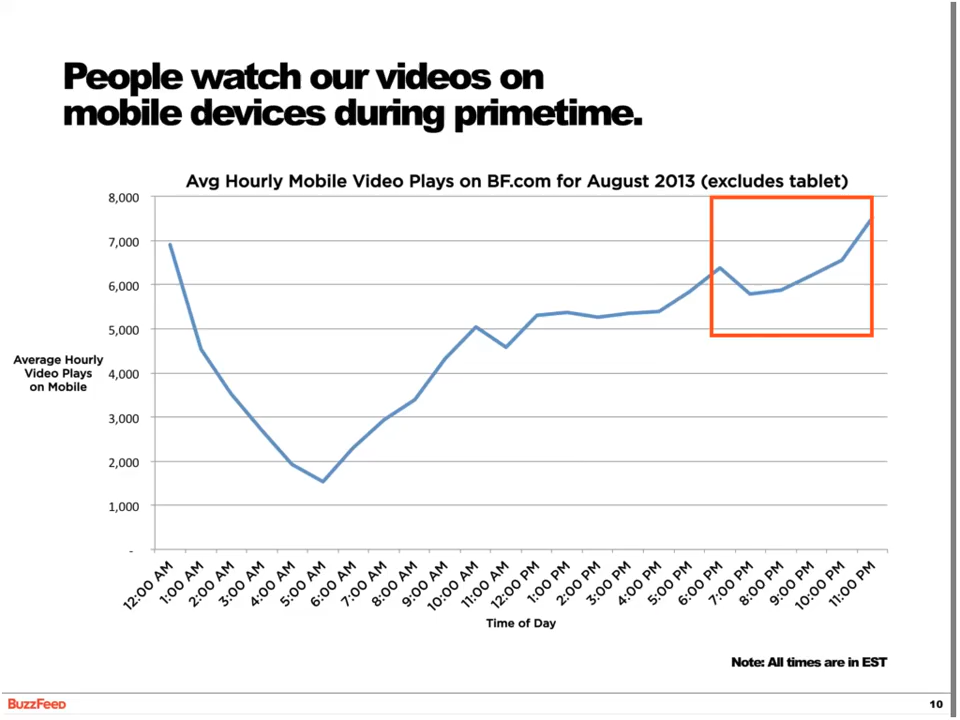 People watch our videos on
mobile devices during primetime.
Avg Hourly Mobile Video Plays on BF.com for August 2013 (excludes tablet)
8,000
7,000
6,000
5,000
4,000
3,000
2,000
1,000
-
Average Hourly
Video Plays
on Mobile
12:00 AM
1:00 AM
2:00 AM
3:00 AM
4:00 AM
5:00 AM
6:00 AM
7:00 AM
8:00 AM
9:00 AM
10:00 AM
11:00 AM
12:00 PM
1:00 PM
2:00 PM
3:00 PM
4:00 PM
5:00 PM
6:00 PM
7:00 PM
8:00 PM
9:00 PM
10:00 PM
11:00 PM
Time of Day
Note: All times are in EST
BuzzFeed
10